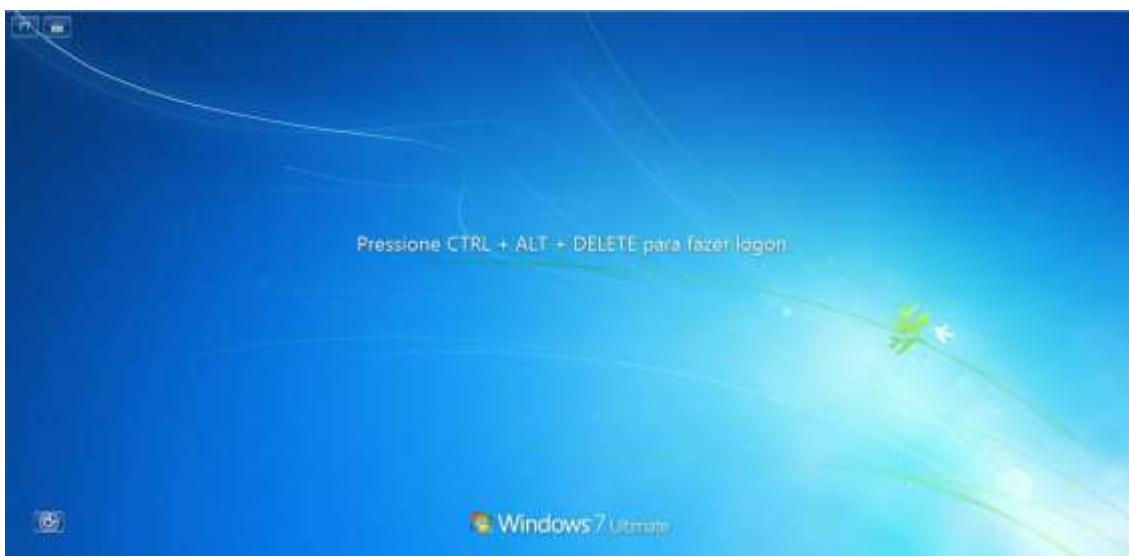 Pressione CTRL + ALT + DELETE para fazer logon
Windows 7 Ultimate